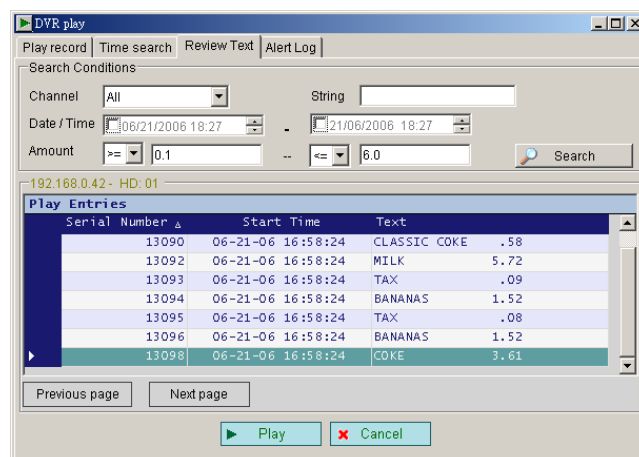 DVR play
Play record Time search Review Text Alert Log
Search Conditions
Channel All String
Date / Time 06/21/2006 18:27 - 21/06/2006 18:27
Amount >= 0.1 -- <= 6.0 Search
192.168.0.42 - HD: 01
Play Entries
Serial Number Start Time Text
13090 06-21-06 16:58:24 CLASSIC COKE .58
13092 06-21-06 16:58:24 MILK 5.72
13093 06-21-06 16:58:24 TAX .09
13094 06-21-06 16:58:24 BANANAS 1.52
13095 06-21-06 16:58:24 TAX .08
13096 06-21-06 16:58:24 BANANAS 1.52
13098 06-21-06 16:58:24 COKE 3.61
Previous page Next page
Play Cancel